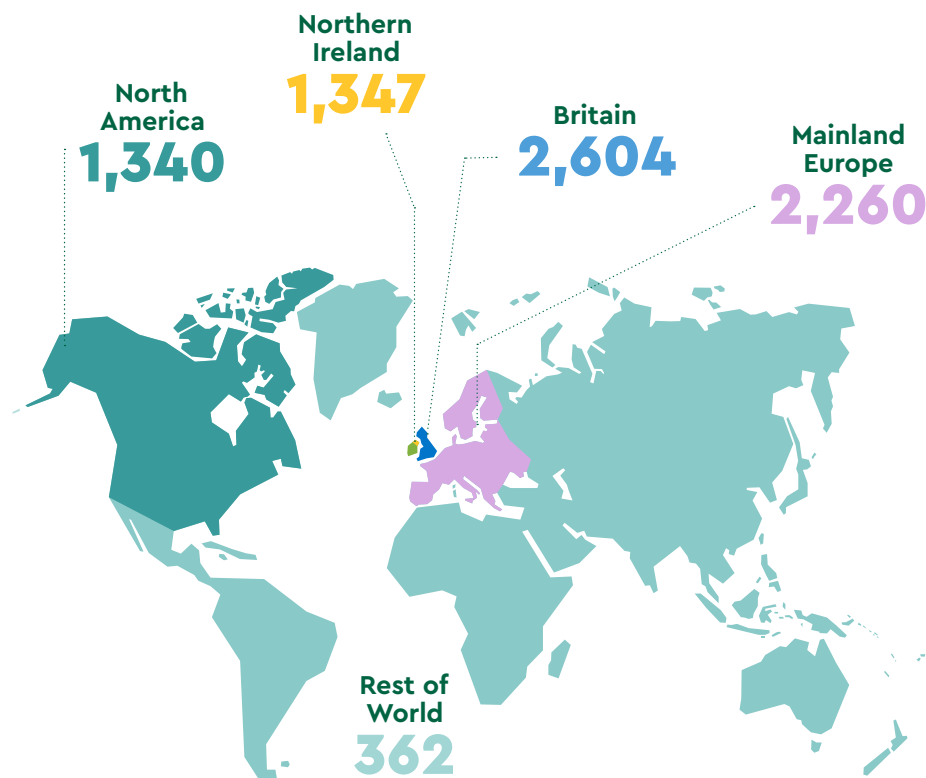 Northern
Ireland
1,347
North
America
1,340
Britain
2,604
Mainland
Europe
2,260
Rest of
World
362